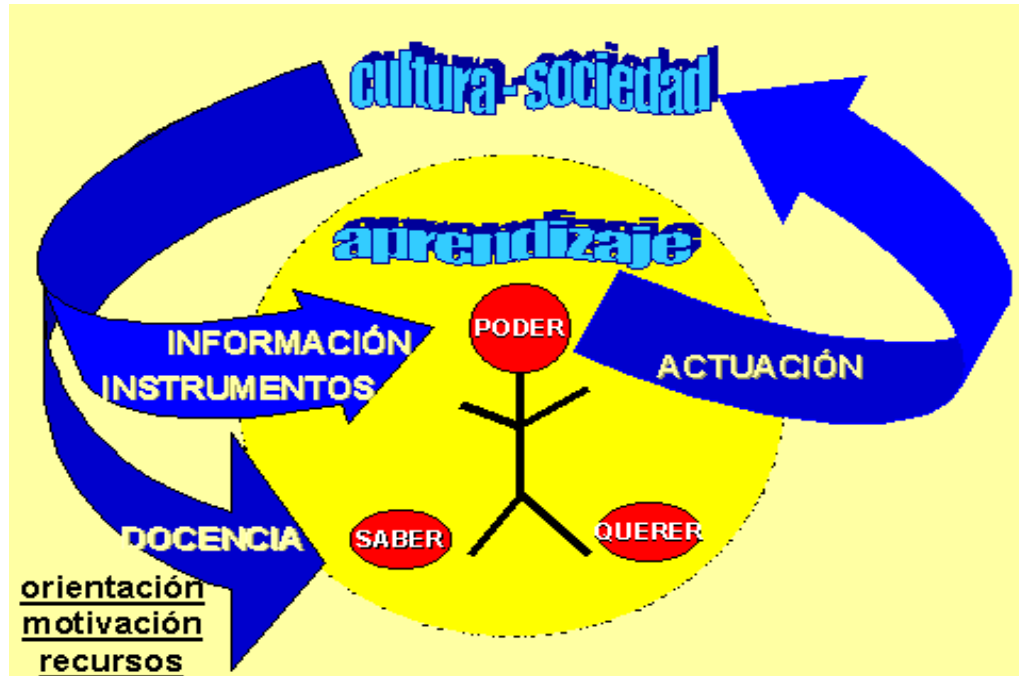 cultura - sociedad
aprendizaje
PODER
INFORMACIÓN
INSTRUMENTOS
ACTUACIÓN
DOCENCIA
SABER
QUERER
orientación
motivación
recursos